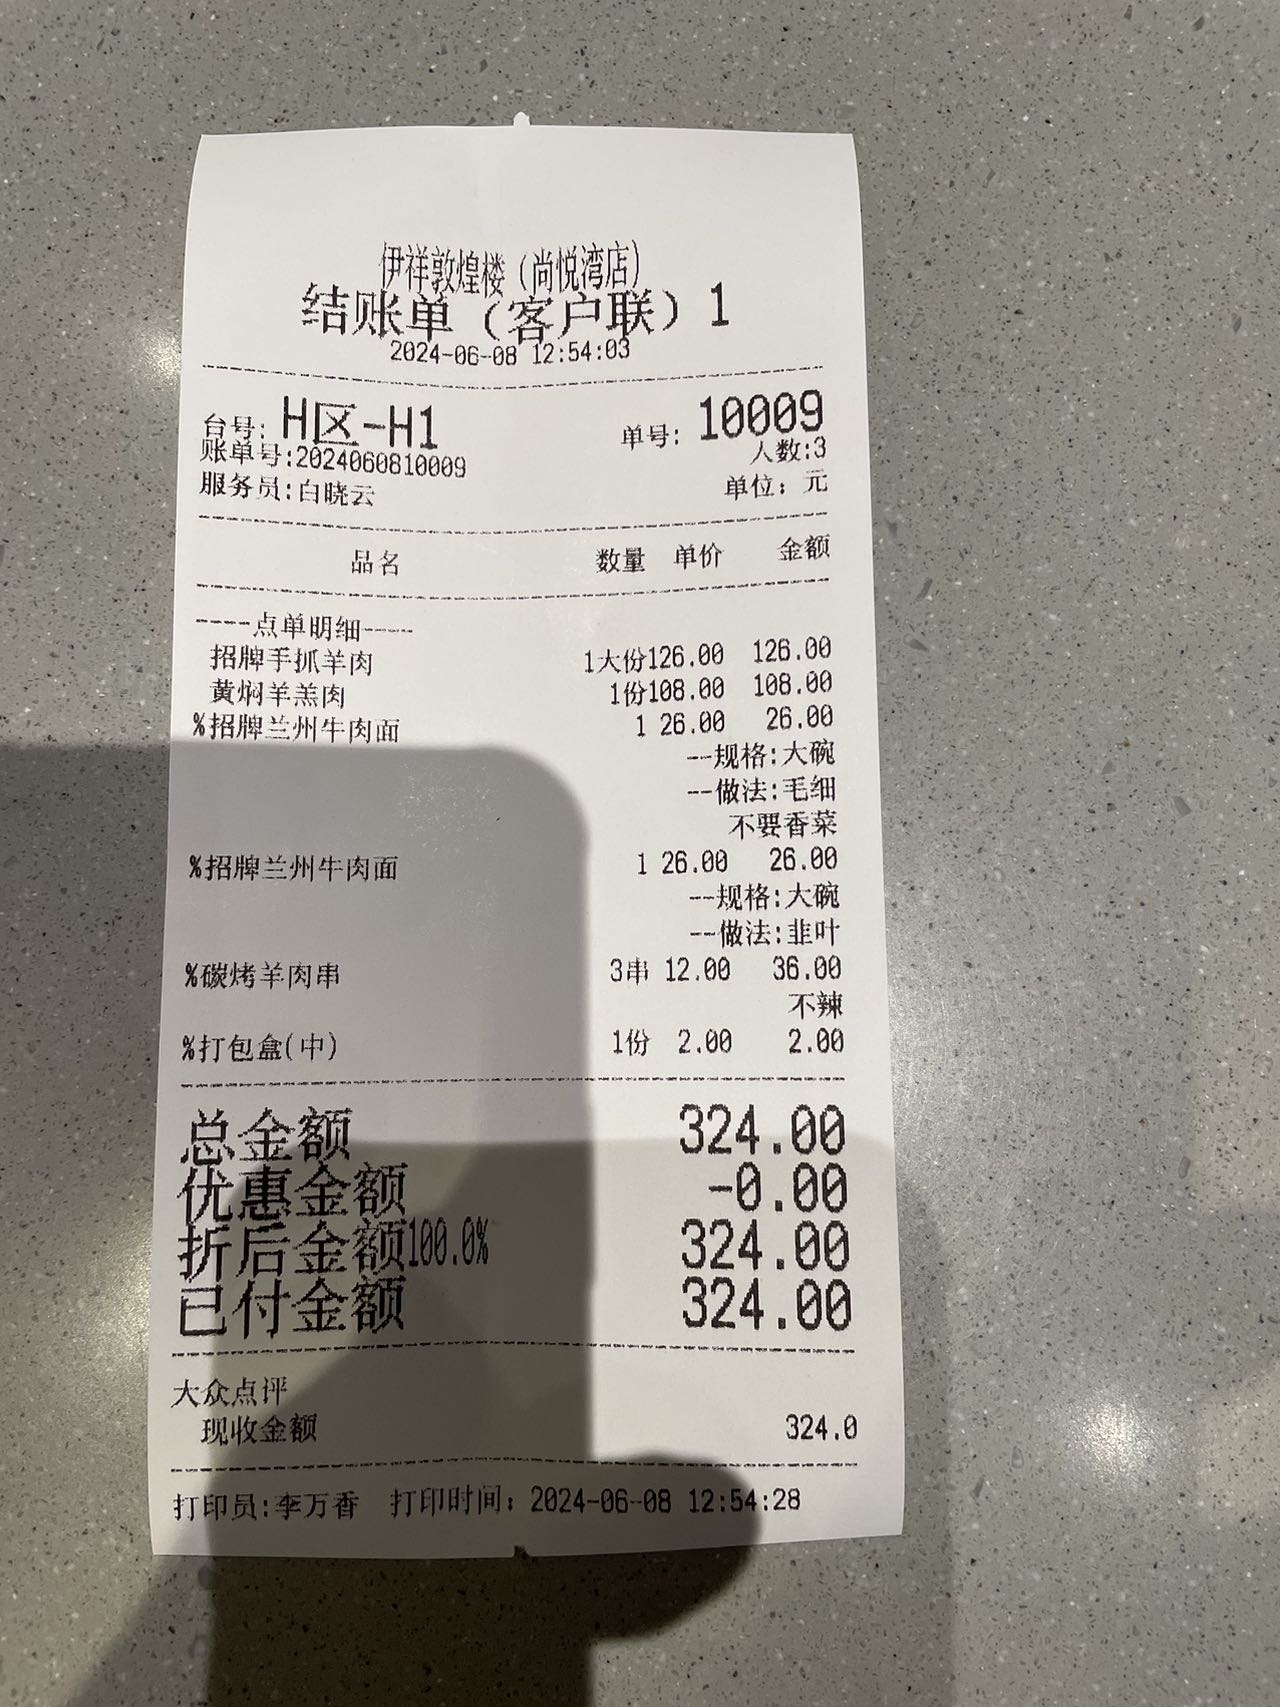 伊祥敦煌楼（尚悦湾店）
结账单（客户联）1
2024-06-08 12:54:03
台号：H区-H1 单号：10009
账单号:2024060810009 人数:3
服务员:白晓云 单位：元
品名 数量 单价 金额
----点单明细----
招牌手抓羊肉 1大份126.00 126.00
黄焖羊羔肉 1份108.00 108.00
%招牌兰州牛肉面 1 26.00 26.00
--规格:大碗
--做法:毛细
不要香菜
%招牌兰州牛肉面 1 26.00 26.00
--规格:大碗
--做法:韭叶
%碳烤羊肉串 3串 12.00 36.00
不辣
%打包盒(中) 1份 2.00 2.00
总金额 324.00
优惠金额 -0.00
折后金额100.0% 324.00
已付金额 324.00
大众点评
现收金额 324.0
打印员:李万香 打印时间：2024-06-08 12:54:28